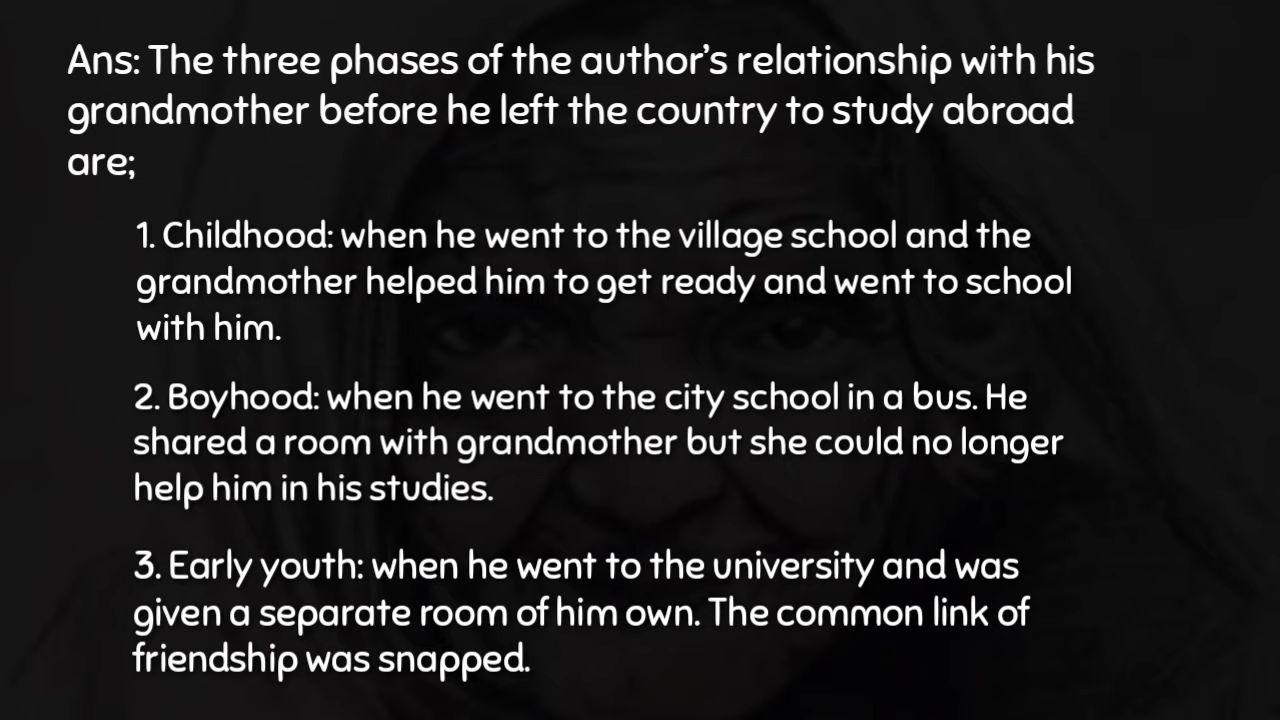 Ans: The three phases of the author’s relationship with his
grandmother before he left the country to study abroad
are;
1. Childhood: when he went to the village school and the
grandmother helped him to get ready and went to school
with him.
2. Boyhood: when he went to the city school in a bus. He
shared a room with grandmother but she could no longer
help him in his studies.
3. Early youth: when he went to the university and was
given a separate room of him own. The common link of
friendship was snapped.